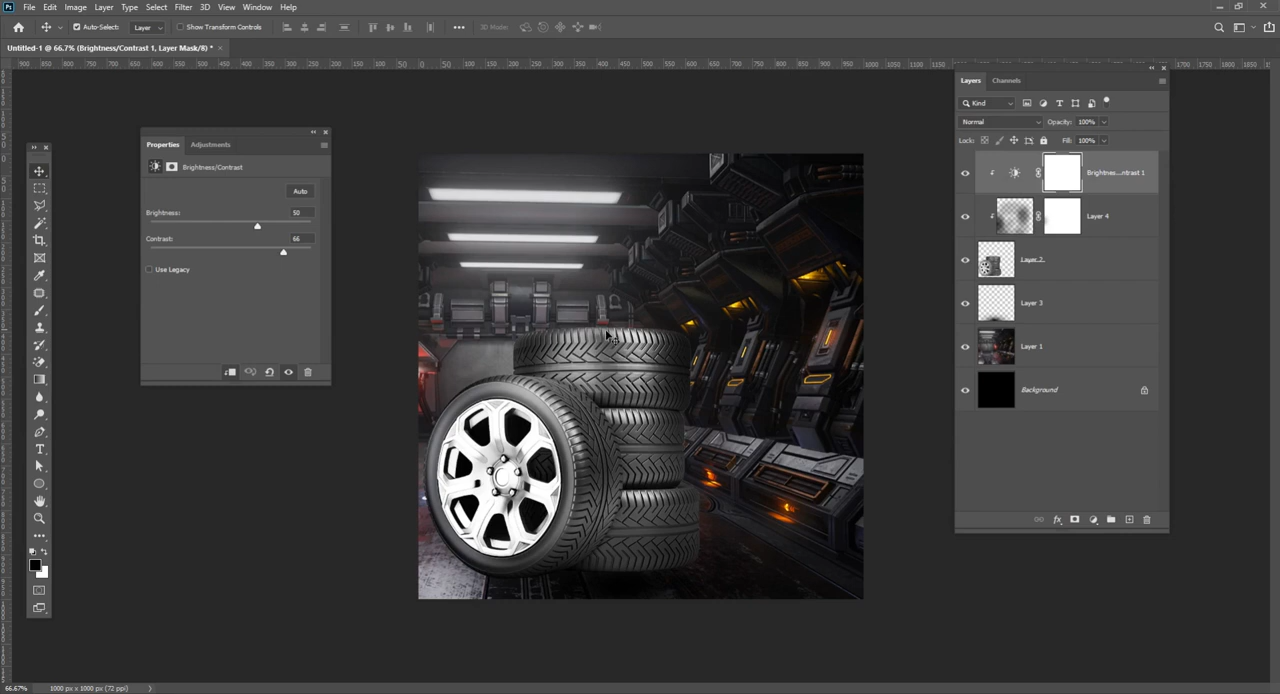 Ps File Edit Image Layer Type Select Filter 3D View Window Help
Auto-Select: Layer Show Transform Controls 3D Mode:
Untitled-1 @ 66.7% (Brightness/Contrast 1, Layer Mask/8) *
Layers Channels
Kind
Normal Opacity: 100%
Lock: Fill: 100%
Brightnes...ntrast 1
Layer 4
Layer 2
Layer 3
Layer 1
Background
Properties Adjustments
Brightness/Contrast
Auto
Brightness: 50
Contrast: 66
Use Legacy
66.67% 1000 px x 1000 px (72 ppi)